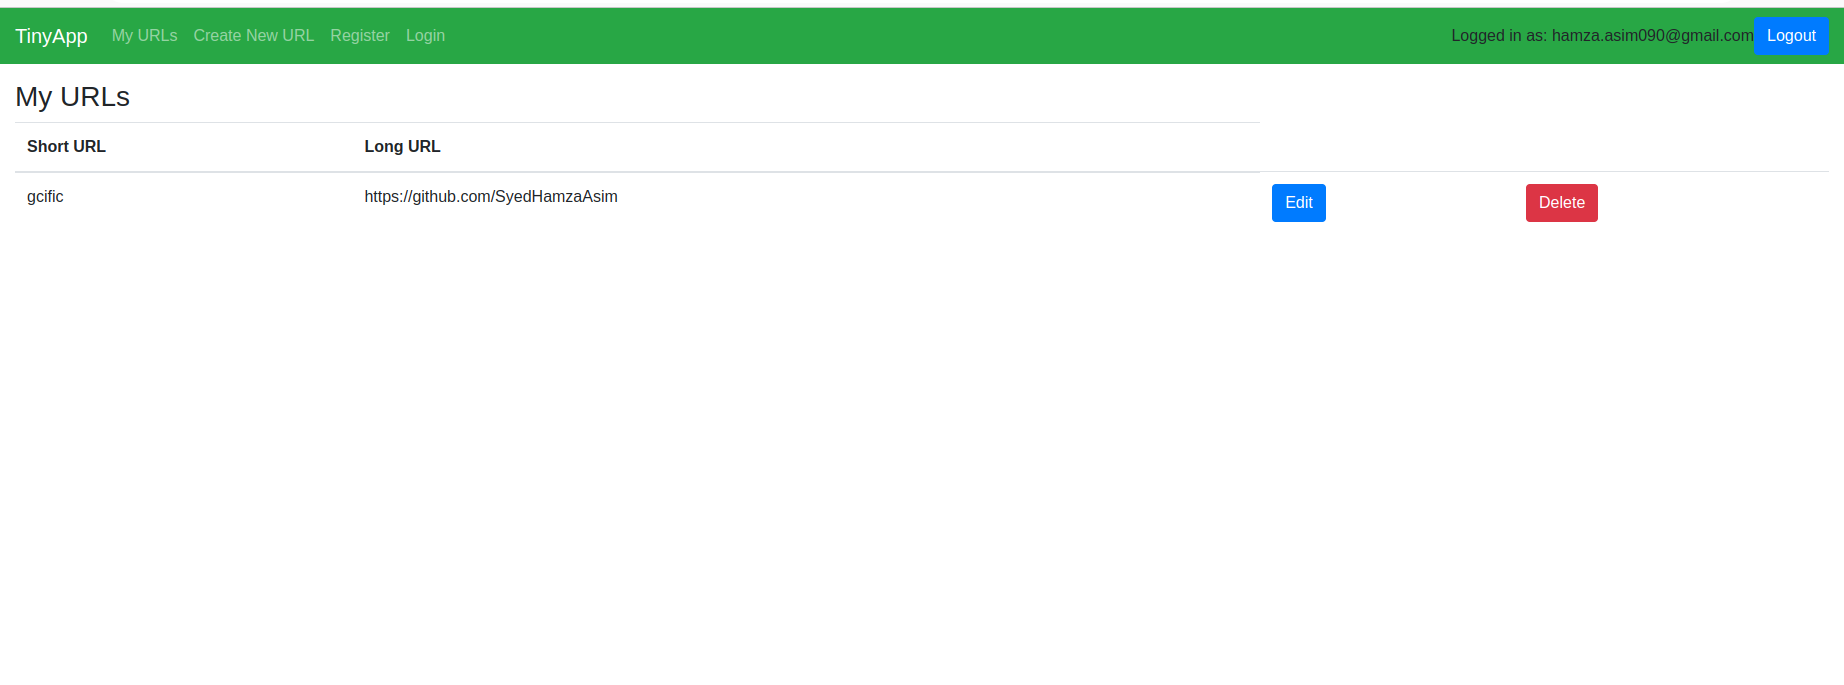 TinyApp My URLs Create New URL Register Login Logged in as: hamza.asim090@gmail.com Logout
My URLs
Short URL Long URL
gcific https://github.com/SyedHamzaAsim Edit Delete